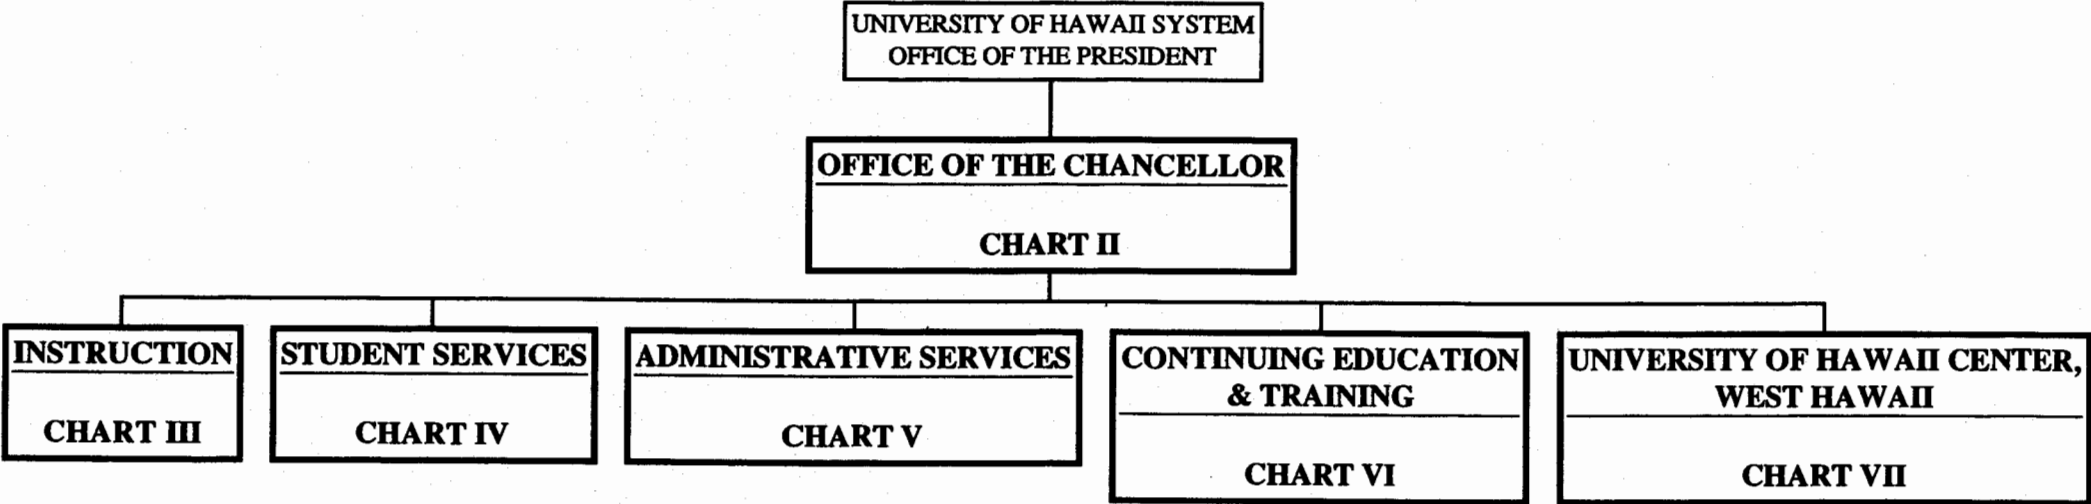 UNIVERSITY OF HAWAII SYSTEM
OFFICE OF THE PRESIDENT
OFFICE OF THE CHANCELLOR
CHART II
INSTRUCTION
CHART III
STUDENT SERVICES
CHART IV
ADMINISTRATIVE SERVICES
CHART V
CONTINUING EDUCATION
& TRAINING
CHART VI
UNIVERSITY OF HAWAII CENTER,
WEST HAWAII
CHART VII